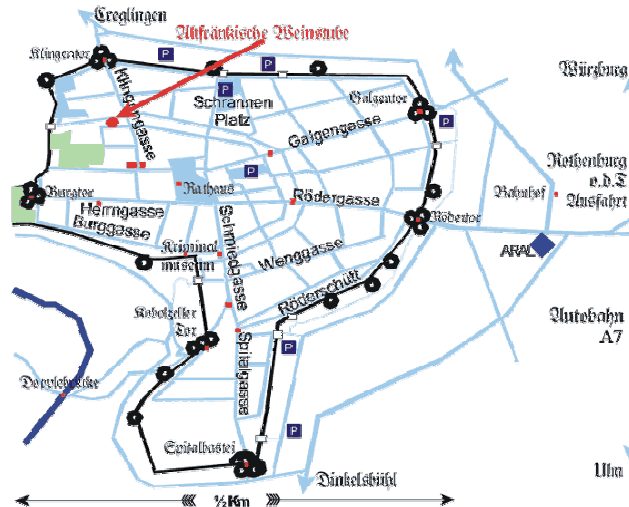 Creglingen
Altfränkische Weinstube
Klingentor
P
P
Klingengasse
P
Schrannen
Platz
Galgentor
P
Galgengasse
Würzburg
Rothenburg
o.d.T
Ausfahrt
Bahnhof
P
Rathaus
Burgtor
Herrngasse
Burggasse
Rödergasse
Rödertor
ARAL
Kriminal
museum
Schmiedgasse
Wenggasse
Röderschütt
Kobolzeller
Tor
Autobahn
A7
Spitalgasse
P
Doppelbrücke
P
Spitalbastei
Dinkelsbühl
Ulm
½ Km